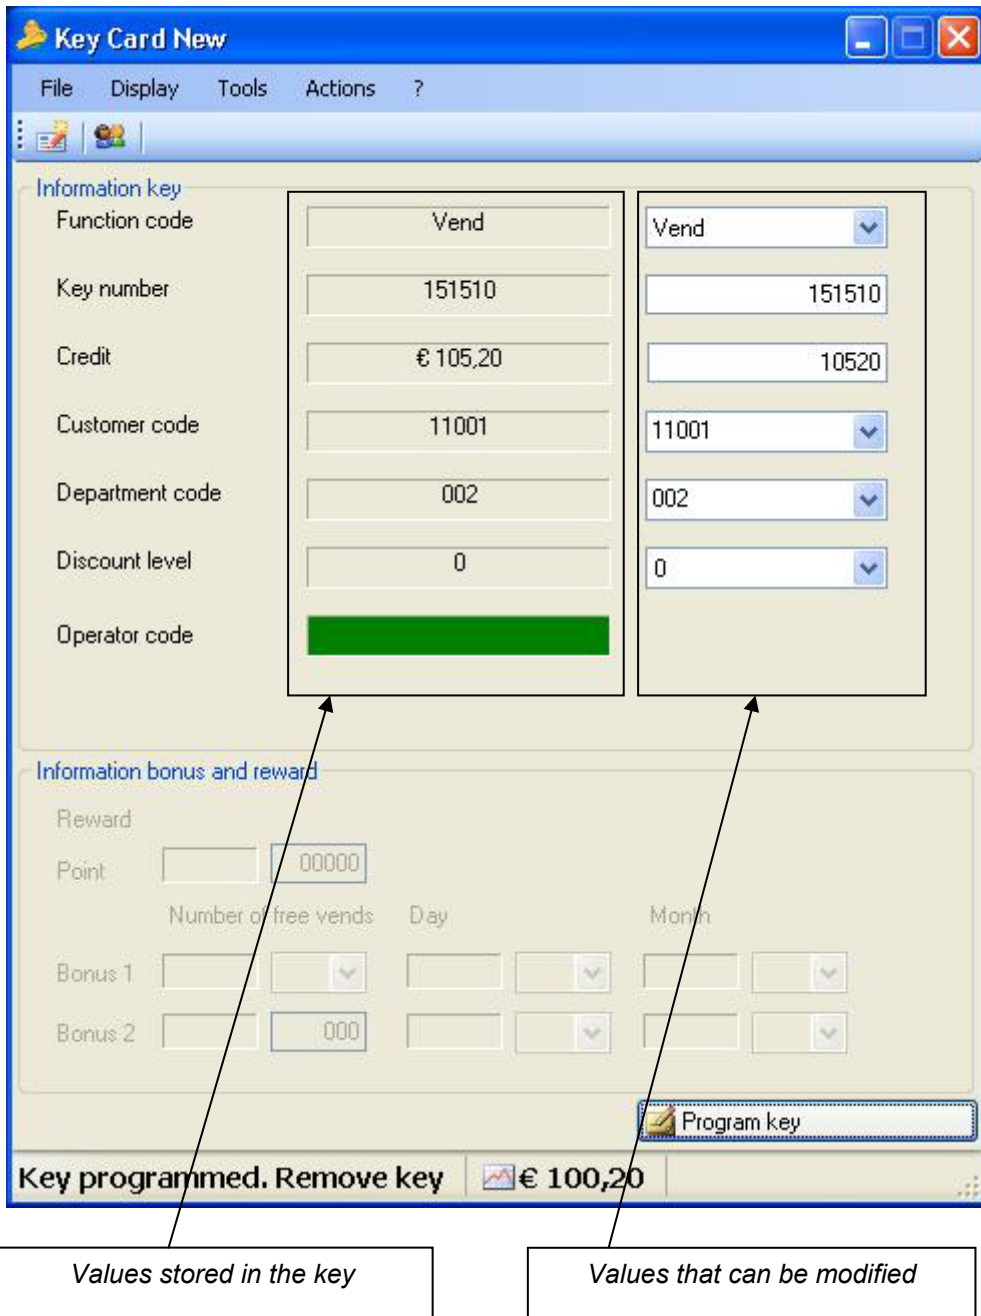 Key Card New
File Display Tools Actions ?
Information key
Function code Vend Vend
Key number 151510 151510
Credit € 105,20 10520
Customer code 11001 11001
Department code 002 002
Discount level 0 0
Operator code
Information bonus and reward
Reward
Point 00000
Number of free vends Day Month
Bonus 1
Bonus 2 000
Program key
Key programmed. Remove key € 100,20
Values stored in the key Values that can be modified